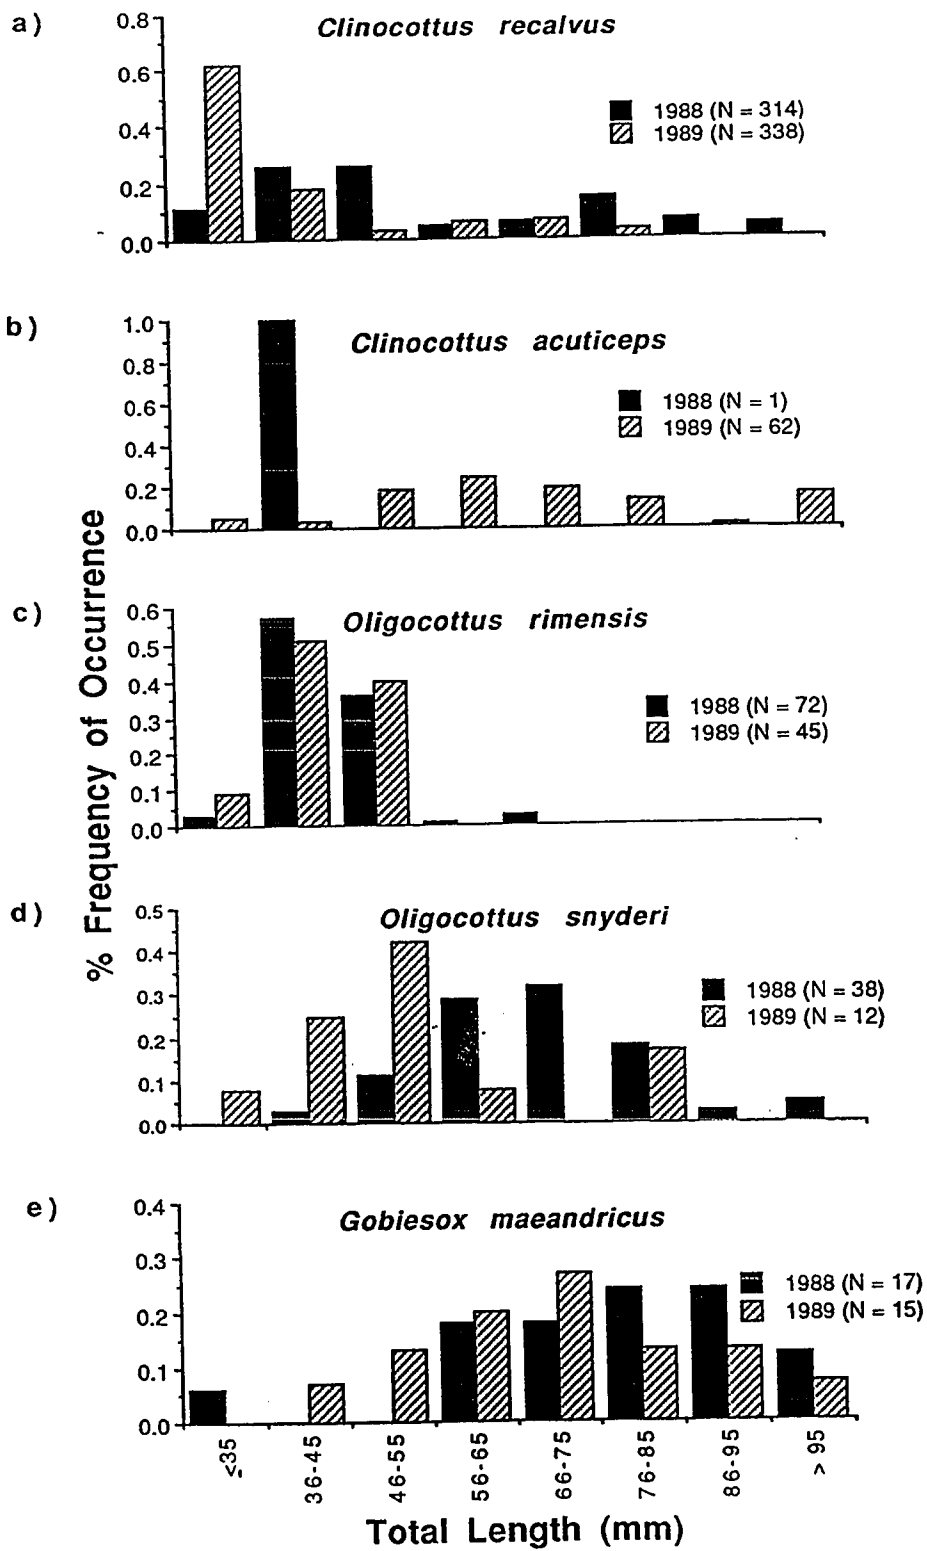 a)
Clinocottus recalvus
0.8
0.6
0.4
0.2
0.0
1988 (N = 314)
1989 (N = 338)
b)
Clinocottus acuticeps
1.0
0.8
0.6
0.4
0.2
0.0
1988 (N = 1)
1989 (N = 62)
c)
Oligocottus rimensis
0.6
0.5
0.4
0.3
0.2
0.1
0.0
1988 (N = 72)
1989 (N = 45)
% Frequency of Occurrence
d)
Oligocottus snyderi
0.5
0.4
0.3
0.2
0.1
0.0
1988 (N = 38)
1989 (N = 12)
e)
Gobiesox maeandricus
0.4
0.3
0.2
0.1
0.0
1988 (N = 17)
1989 (N = 15)
≤35
36-45
46-55
56-65
66-75
76-85
86-95
> 95
Total Length (mm)